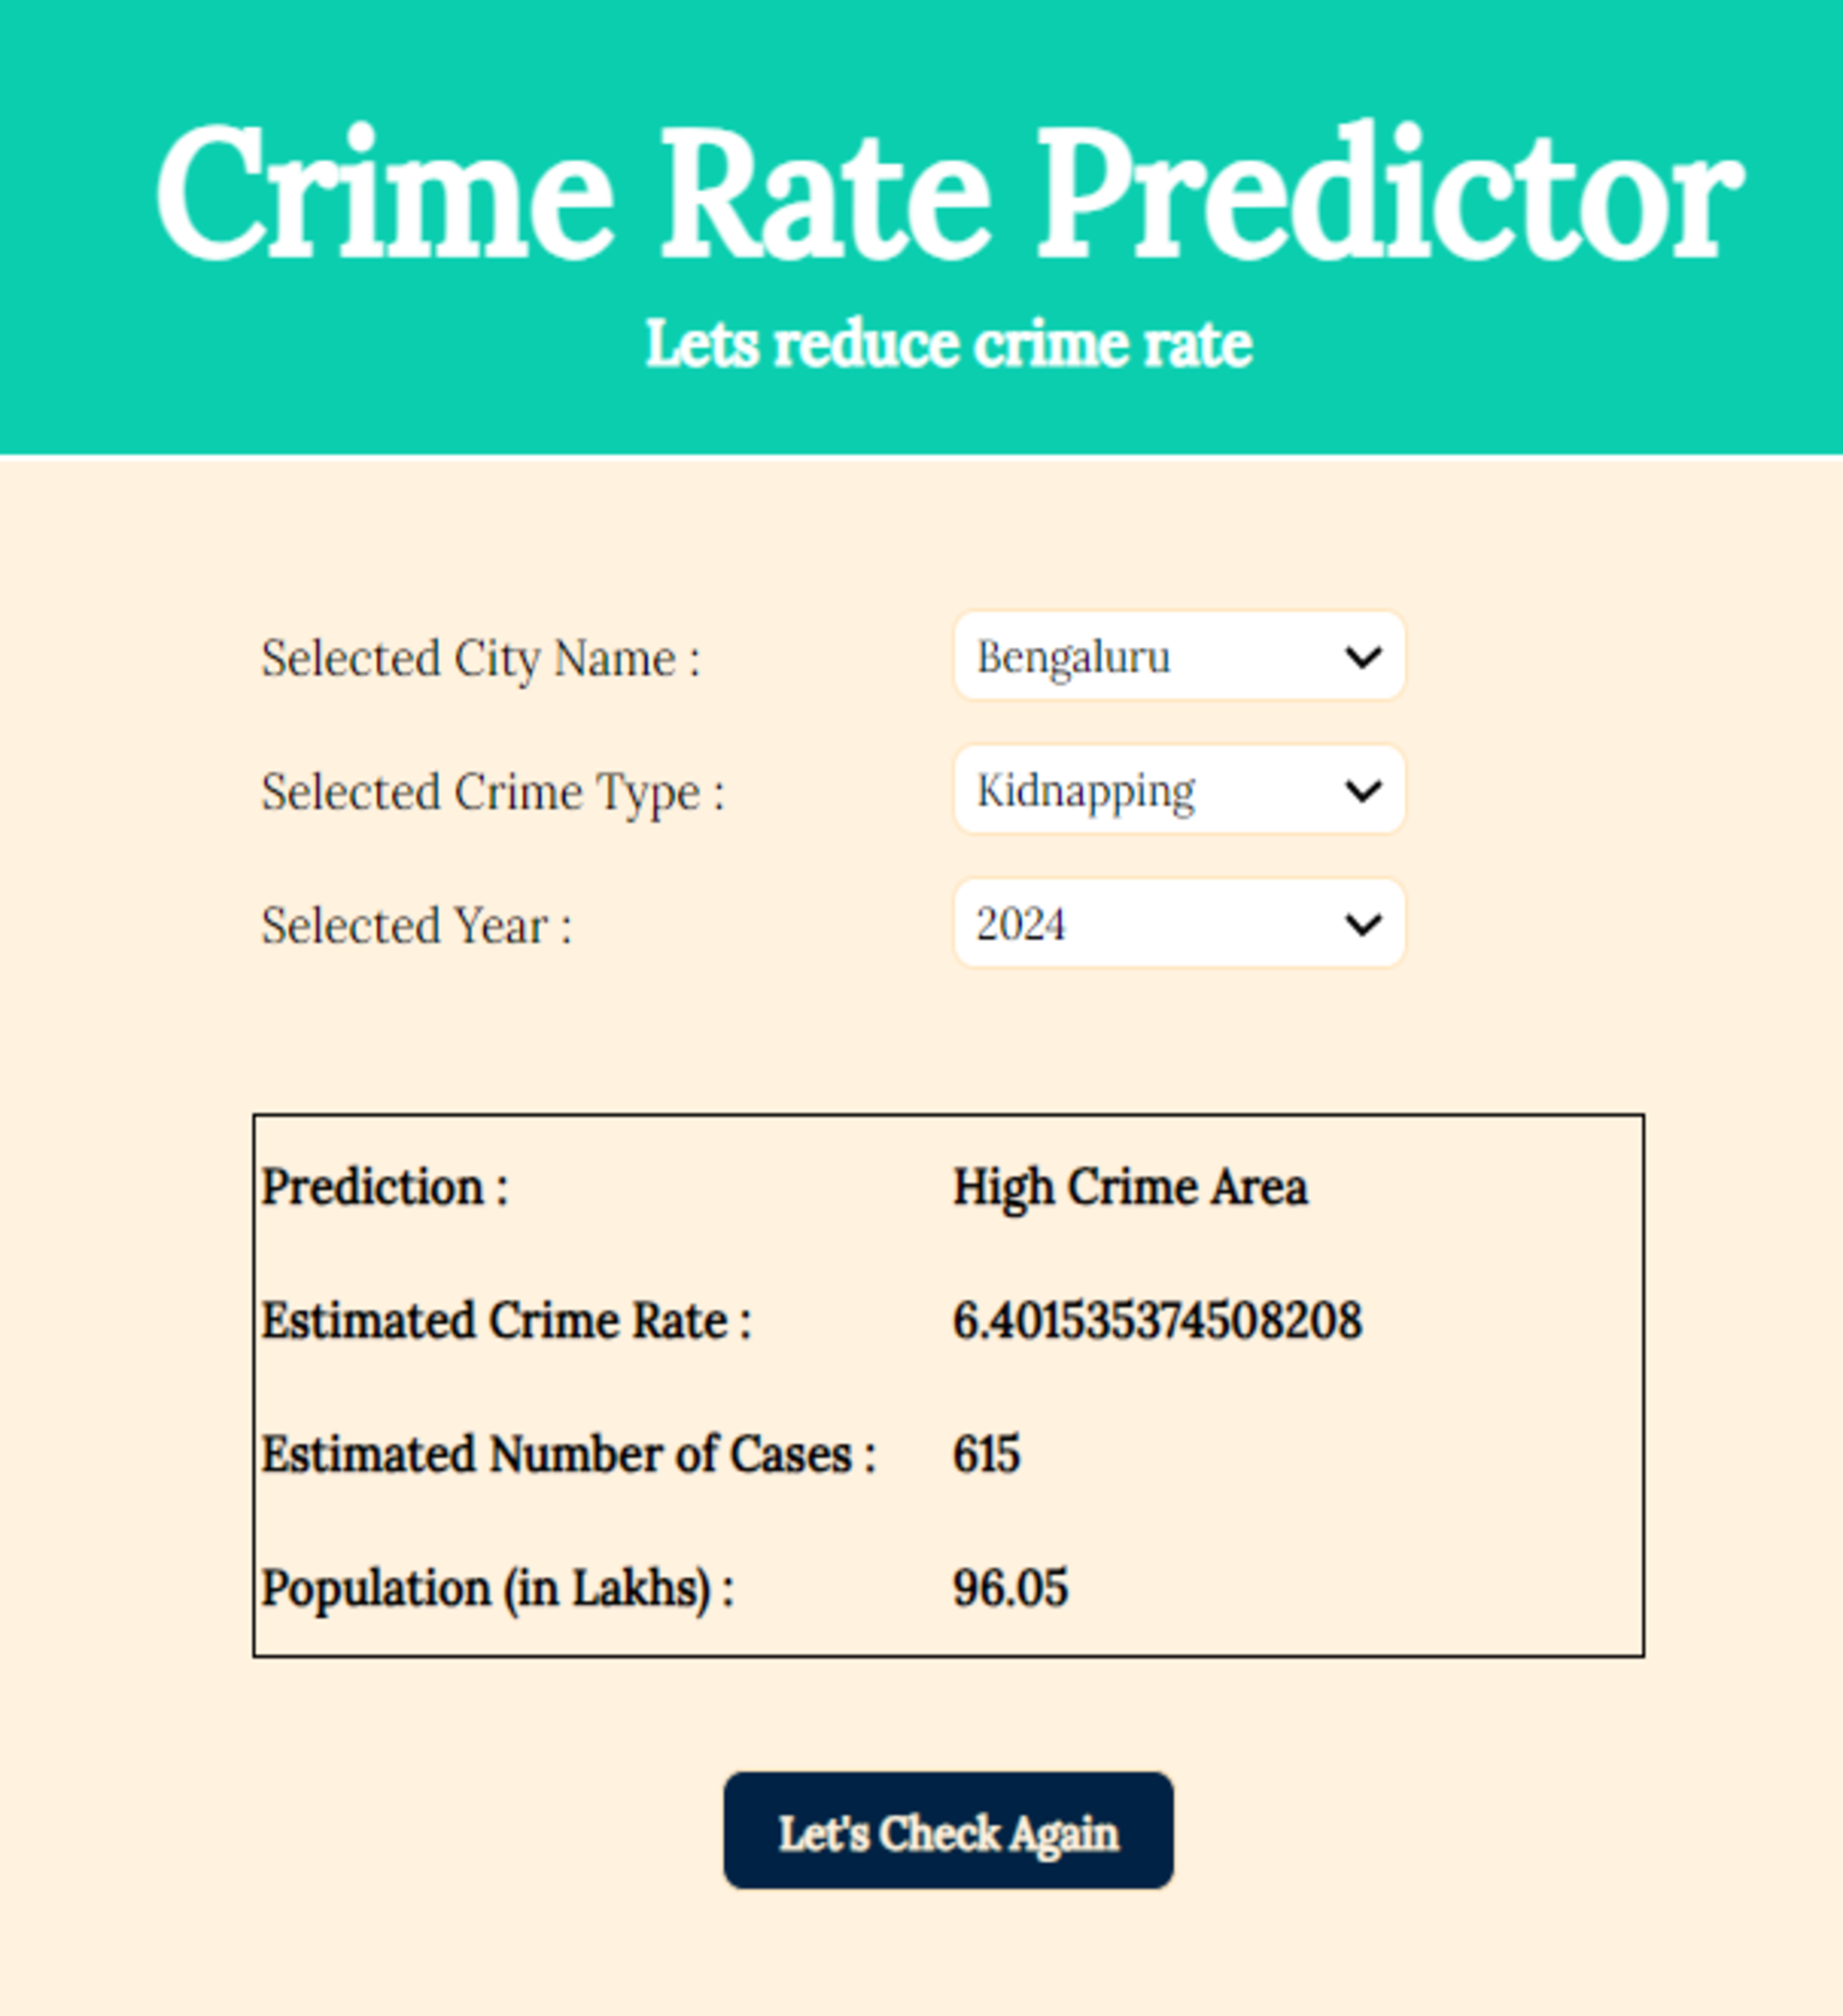 Crime Rate Predictor
Lets reduce crime rate
Selected City Name : Bengaluru
Selected Crime Type : Kidnapping
Selected Year : 2024
Prediction : High Crime Area
Estimated Crime Rate : 6.401535374508208
Estimated Number of Cases : 615
Population (in Lakhs) : 96.05
Let's Check Again